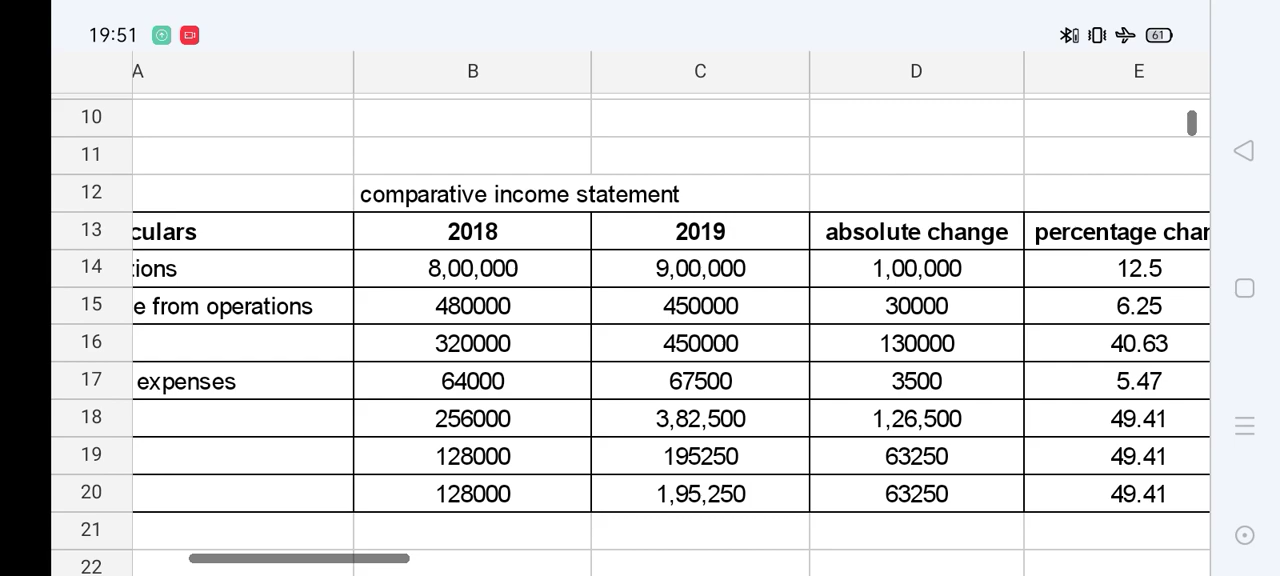 19:51 61
A B C D E
10
11
12 comparative income statement
13 culars 2018 2019 absolute change percentage char
14 tions 8,00,000 9,00,000 1,00,000 12.5
15 e from operations 480000 450000 30000 6.25
16 320000 450000 130000 40.63
17 expenses 64000 67500 3500 5.47
18 256000 3,82,500 1,26,500 49.41
19 128000 195250 63250 49.41
20 128000 1,95,250 63250 49.41
21
22